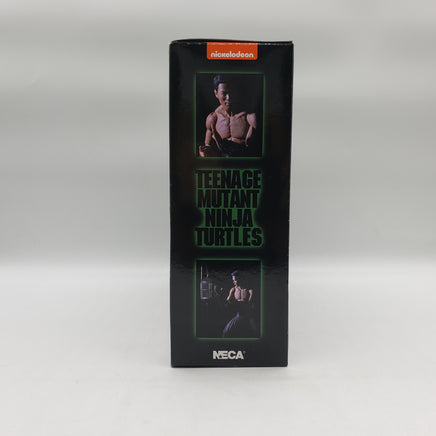 nickelodeon
TEENAGE
MUTANT
NINJA
TURTLES
NECA